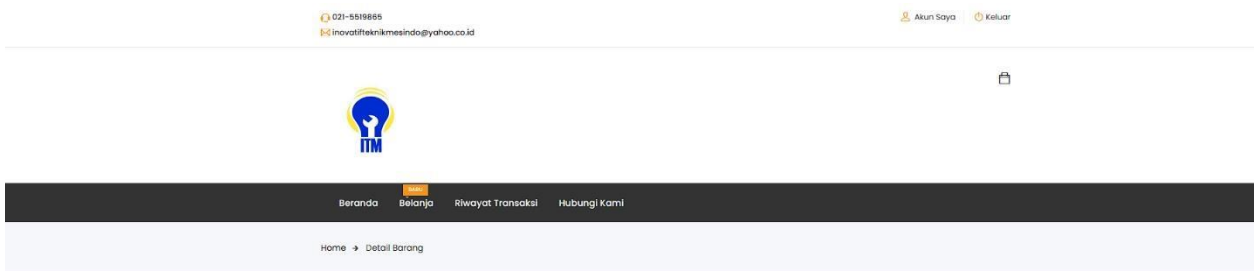 021-5519865
Akun Saya
Keluar
inovatifteknikmesindo@yahoo.co.id
ITM
Beranda
Belanja
Riwayat Transaksi
Hubungi Kami
Home → Detail Barang